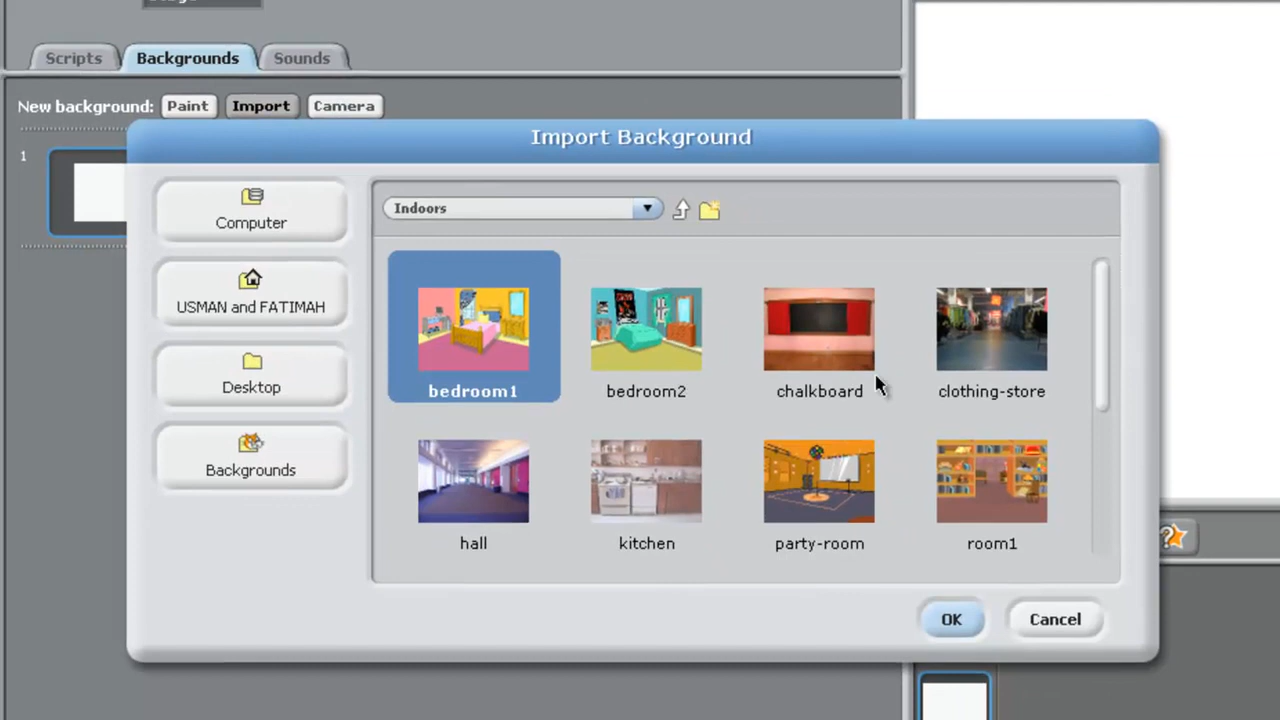 Scripts Backgrounds Sounds
New background: Paint Import Camera
1
Import Background
Computer
USMAN and FATIMAH
Desktop
Backgrounds
Indoors
bedroom1 bedroom2 chalkboard clothing-store
hall kitchen party-room room1
OK Cancel